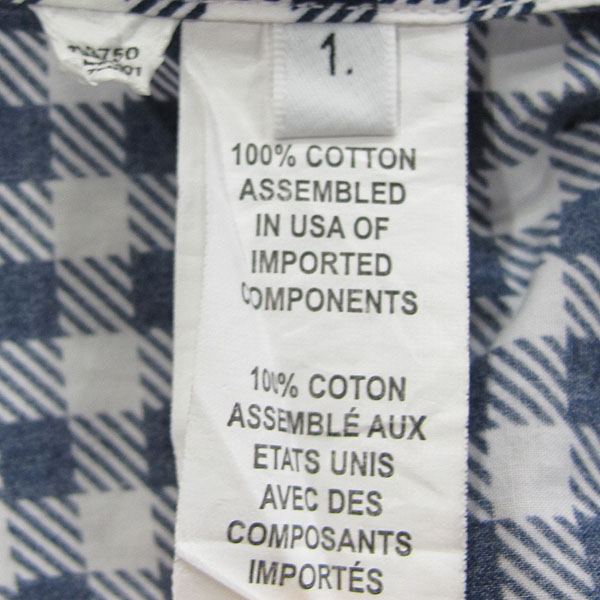 1.
100% COTTON
ASSEMBLED
IN USA OF
IMPORTED
COMPONENTS
100% COTON
ASSEMBLÉ AUX
ETATS UNIS
AVEC DES
COMPOSANTS
IMPORTÉS